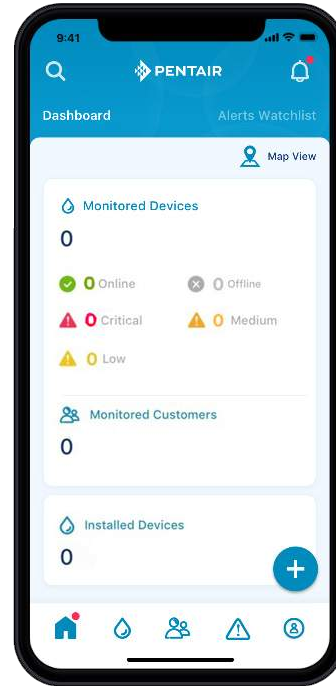 9:41
PENTAIR
Dashboard Alerts Watchlist
Map View
Monitored Devices
0
0 Online 0 Offline
0 Critical 0 Medium
0 Low
Monitored Customers
0
Installed Devices
0